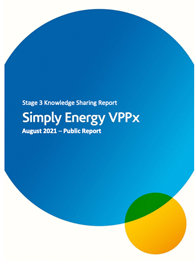 Stage 3 Knowledge Sharing Report
Simply Energy VPPx
August 2021 – Public Report